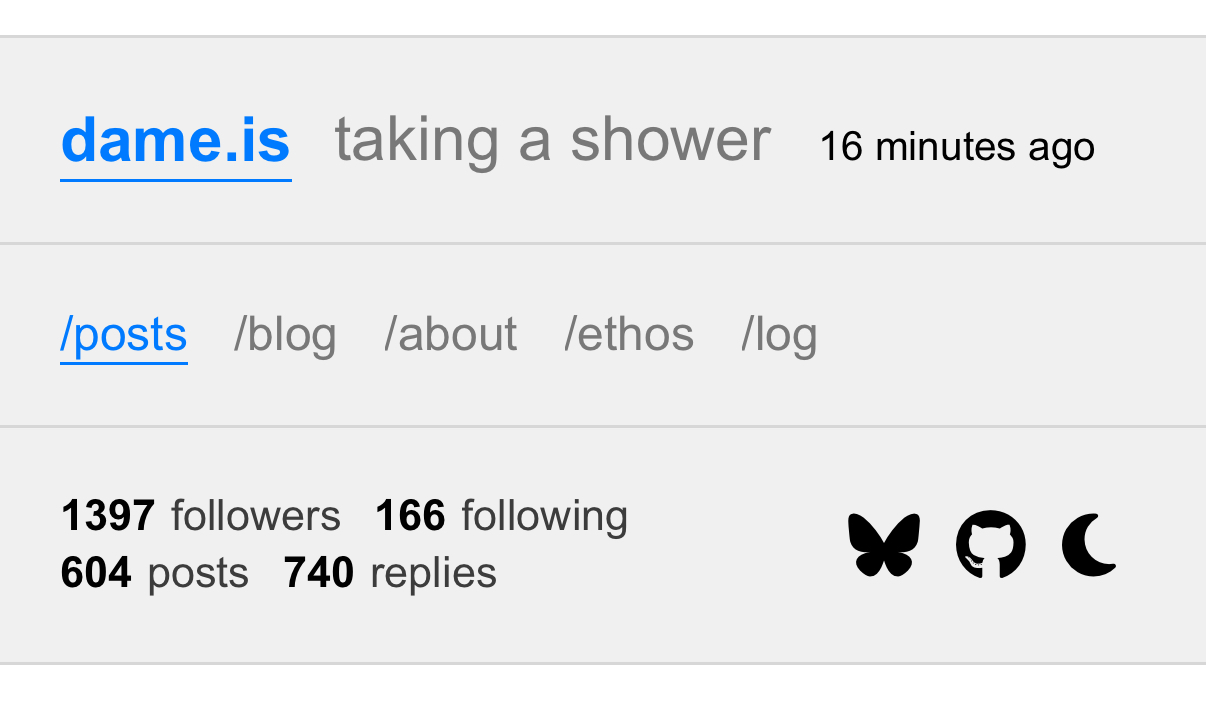 dame.is taking a shower 16 minutes ago
/posts /blog /about /ethos /log
1397 followers 166 following
604 posts 740 replies